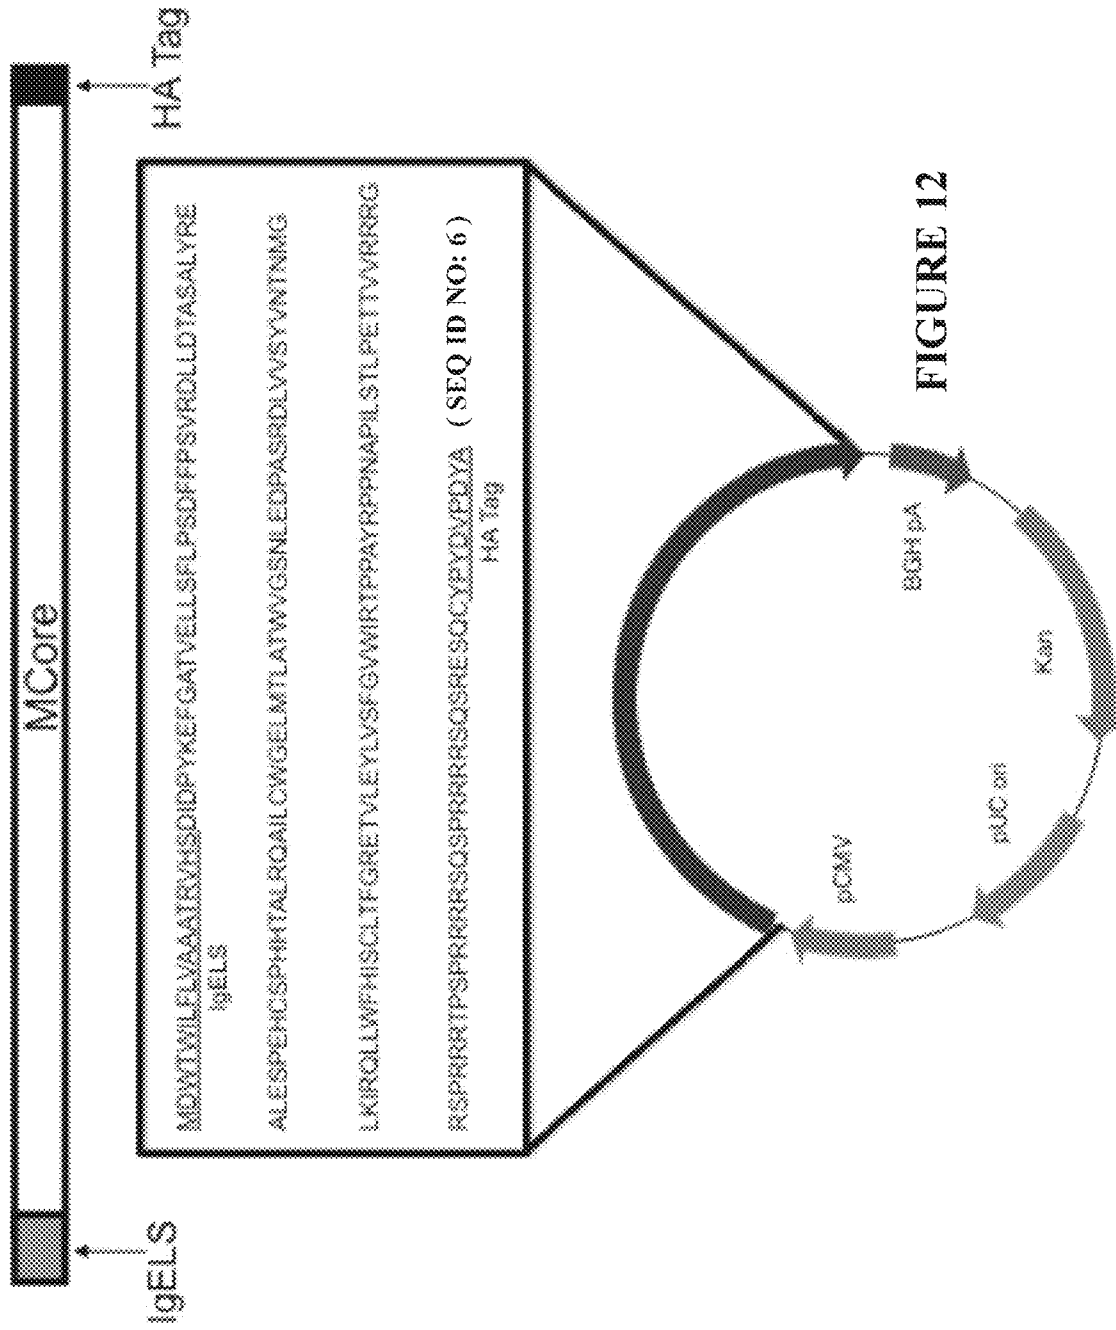 MCore
IgELS
HA Tag
MDWTWILFLVAAATRVHSDIDPYKEFGATVELLSFLPSDFFPSVRDLLDTASALYRE
IgELS
ALESPEHCSPHHTALRQAILCWGELMTLATWVGSNLEDPASRDLVVSYVNTNMG
LKIRQLLWFHISCLTFGRETVLEYLVSFGVWIRTPPAYRPPNAPILSTLPETTVVRRRG
RSPRRRTPSPRRRRSQSPRRRRSQSRESQCYPYDVPDYA ( SEQ ID NO: 6 )
HA Tag
pCMV
BGH pA
pUC ori
Kan
FIGURE 12